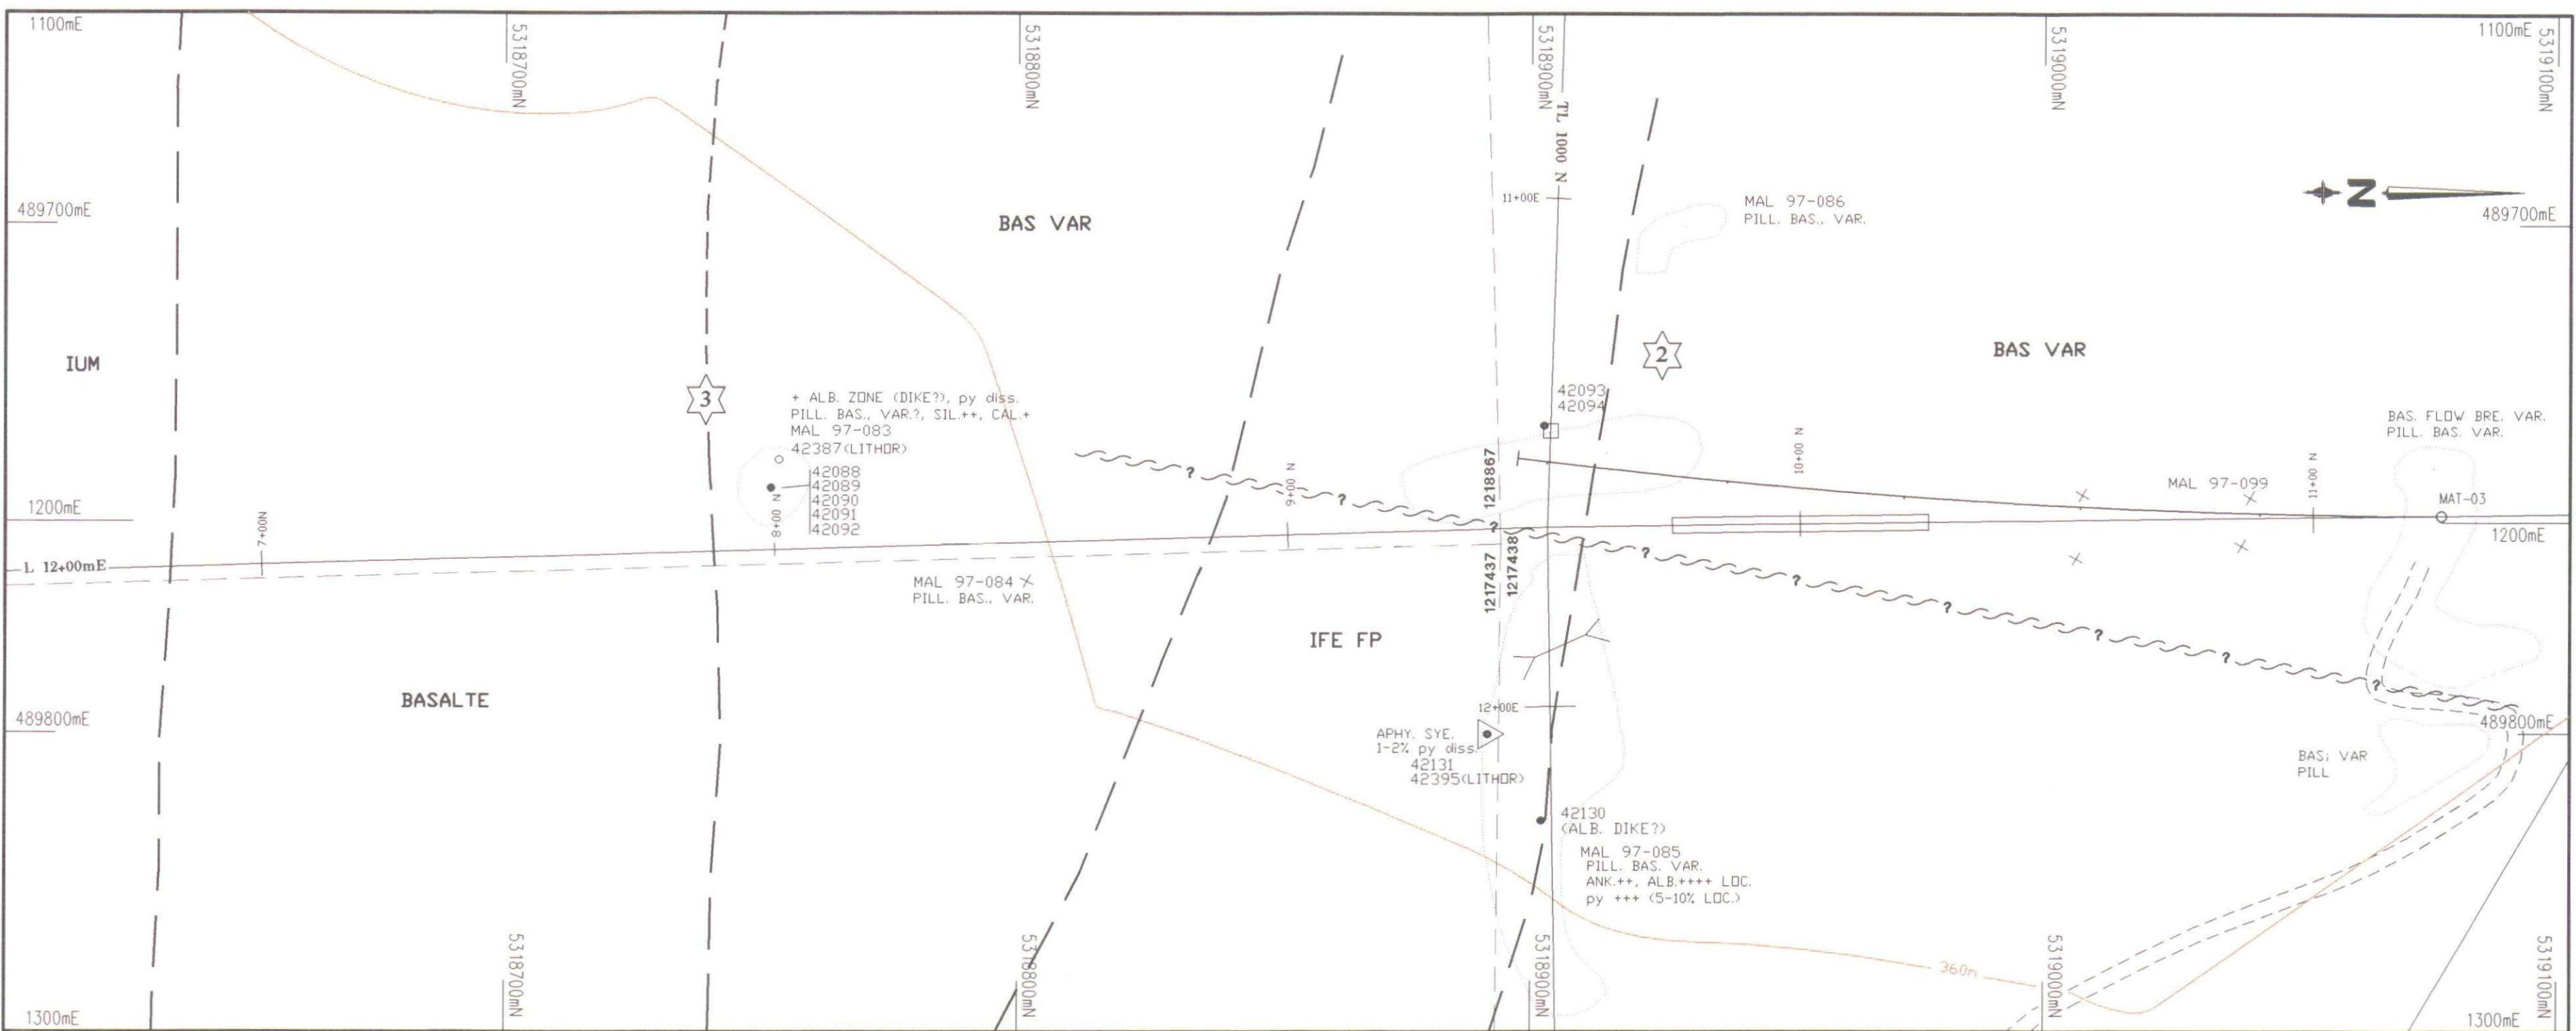 1100mE
5318700mN
5318800mN
5318900mN
TL 1000 N
5319000mN
1100mE
5319100mN
489700mE
BAS VAR
11+00E
MAL 97-086
PILL. BAS., VAR.
N
489700mE
IUM
3
+ ALB. ZONE (DIKE?), py diss.
PILL. BAS., VAR.?, SIL.++, CAL.+
MAL 97-083
42387(LITHOR)
42088
42089
42090
42091
42092
2
BAS VAR
42093
42094
BAS. FLOW BRE. VAR.
PILL. BAS. VAR.
1218867
MAL 97-099
MAT-03
1200mE
7+00N
8+00 N
9+00 N
10+00 N
11+00 N
1200mE
L 12+00mE
? ? ? ? ? ? ? ? ?
1217437
1217438
MAL 97-084
PILL. BAS., VAR.
IFE FP
BASALTE
489800mE
12+00E
489800mE
APHY. SYE.
1-2% py diss.
42131
42395(LITHOR)
BAS; VAR
PILL
42130
(ALB. DIKE?)
MAL 97-085
PILL. BAS. VAR.
ANK.++, ALB.++++ LOC.
py +++ (5-10% LOC.)
360m
5318700mN
5318800mN
5318900mN
5319000mN
5319100mN
1300mE
1300mE